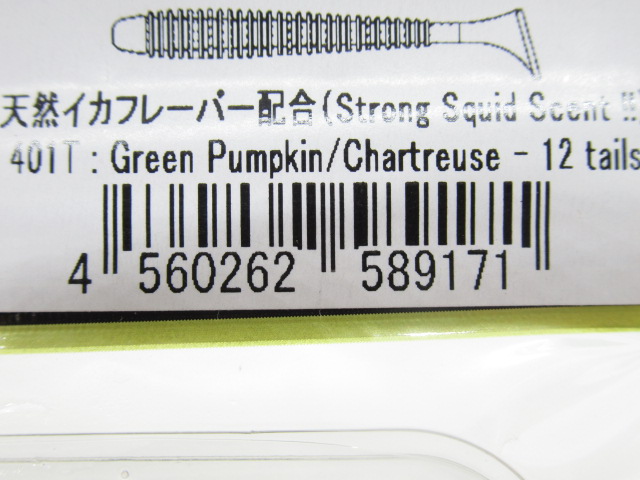 天然イカフレーバー配合(Strong Squid Scent !!)
401T : Green Pumpkin/Chartreuse - 12 tails
4 560262 589171